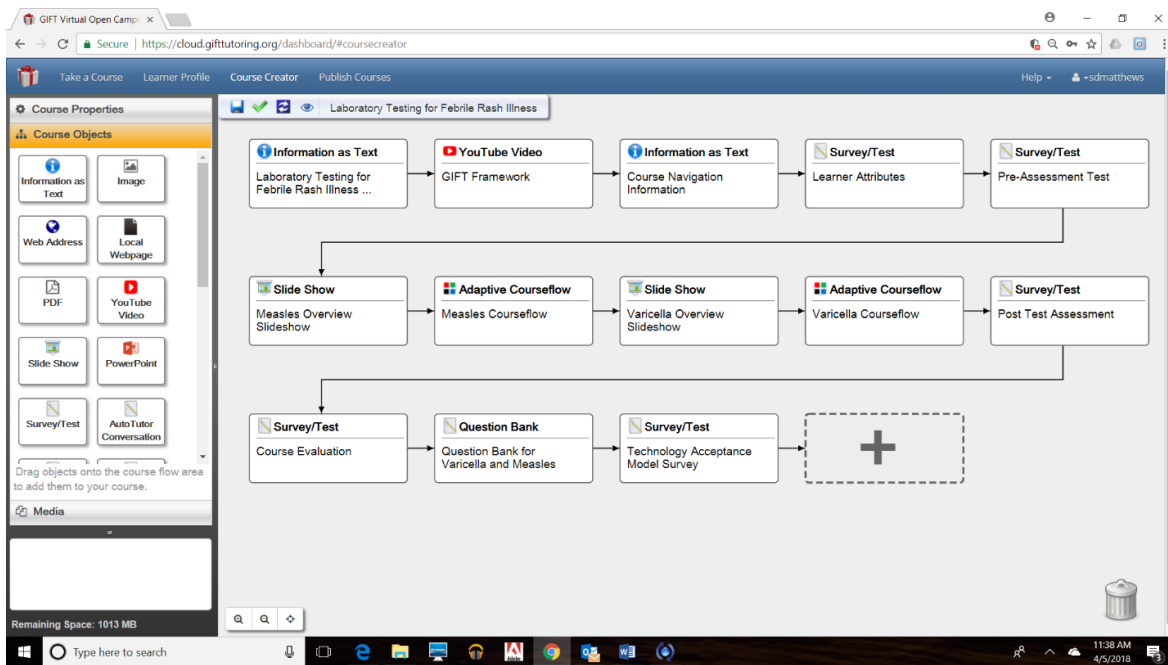 GIFT Virtual Open Camp
Secure | https://cloud.gifttutoring.org/dashboard/#coursecreator
Take a Course Learner Profile Course Creator Publish Courses Help sdmatthews
Course Properties
Laboratory Testing for Febrile Rash Illness
Course Objects
Information as Text
Image
Web Address
Local Webpage
PDF
YouTube Video
Slide Show
PowerPoint
Survey/Test
AutoTutor Conversation
Drag objects onto the course flow area
to add them to your course.
Media
Remaining Space: 1013 MB
Information as Text
Laboratory Testing for
Febrile Rash Illness ...
YouTube Video
GIFT Framework
Information as Text
Course Navigation
Information
Survey/Test
Learner Attributes
Survey/Test
Pre-Assessment Test
Slide Show
Measles Overview
Slideshow
Adaptive Courseflow
Measles Courseflow
Slide Show
Varicella Overview
Slideshow
Adaptive Courseflow
Varicella Courseflow
Survey/Test
Post Test Assessment
Survey/Test
Course Evaluation
Question Bank
Question Bank for
Varicella and Measles
Survey/Test
Technology Acceptance
Model Survey
Type here to search
11:38 AM
4/5/2018